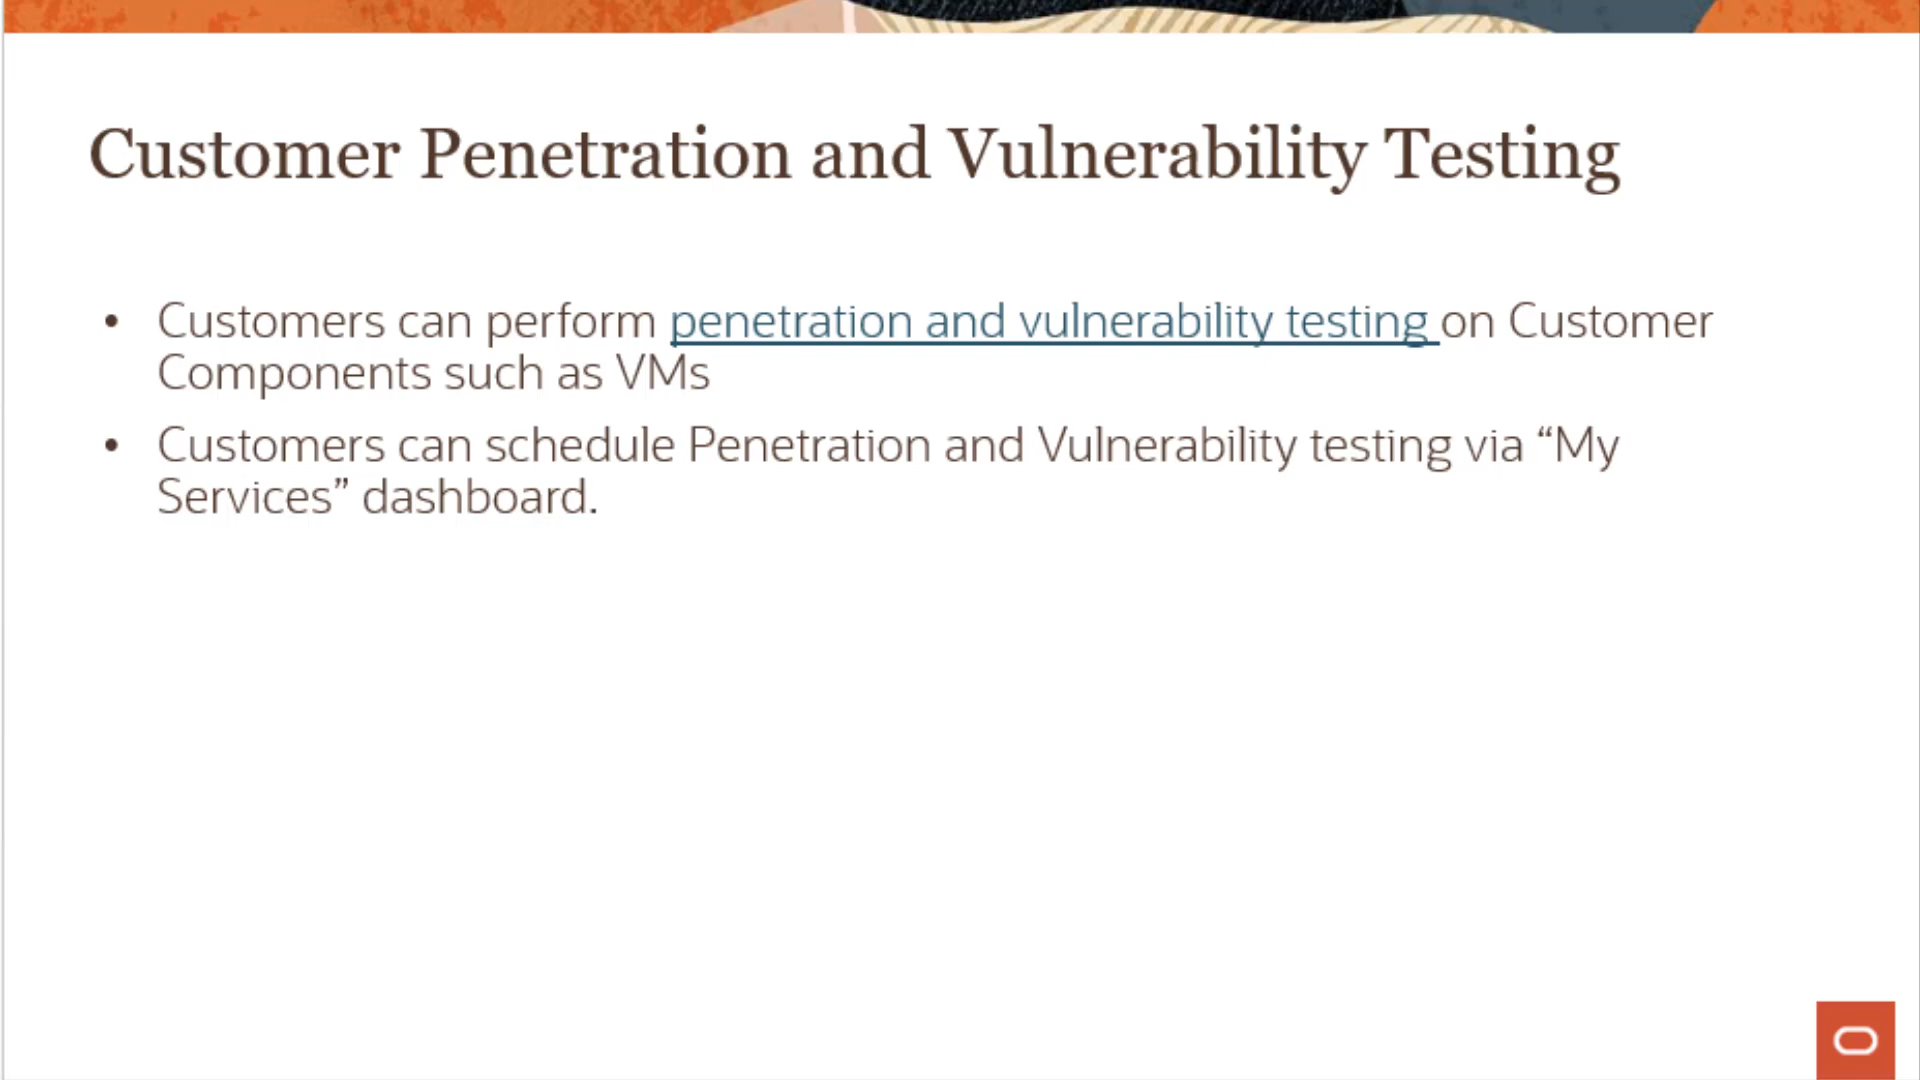 Customer Penetration and Vulnerability Testing
• Customers can perform penetration and vulnerability testing on Customer
Components such as VMs
• Customers can schedule Penetration and Vulnerability testing via “My
Services” dashboard.